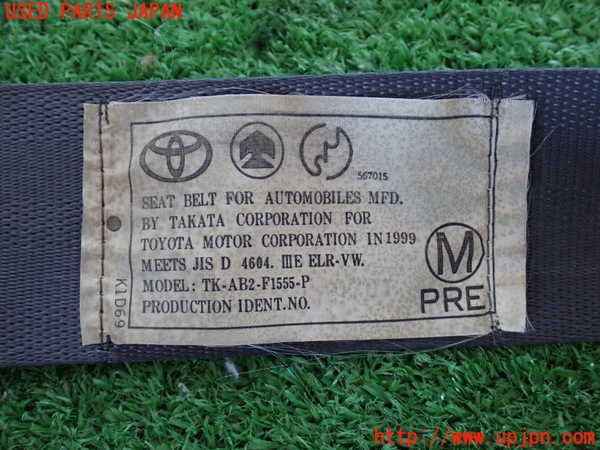 USED PARTS JAPAN
567015
SEAT BELT FOR AUTOMOBILES MFD.
BY TAKATA CORPORATION FOR
TOYOTA MOTOR CORPORATION IN 1999
MEETS JIS D 4604. ⅢE ELR-VW.
MODEL: TK-AB2-F1555-P
PRODUCTION IDENT.NO.
M
PRE
K1D69
http://www.upjpn.com/